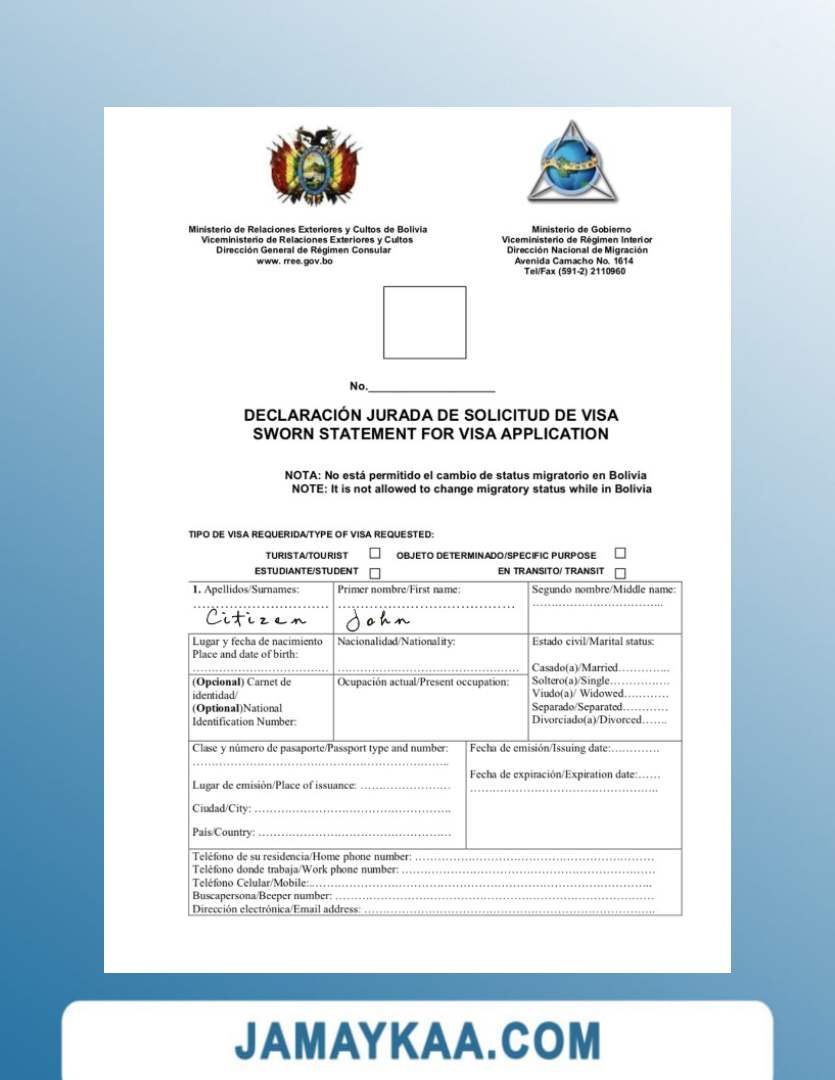 Ministerio de Relaciones Exteriores y Cultos de Bolivia
Viceministerio de Relaciones Exteriores y Cultos
Dirección General de Régimen Consular
www. rree.gov.bo
Ministerio de Gobierno
Viceministerio de Régimen Interior
Dirección Nacional de Migración
Avenida Camacho No. 1614
Tel/Fax (591-2) 2110960
No.____________________
DECLARACIÓN JURADA DE SOLICITUD DE VISA
SWORN STATEMENT FOR VISA APPLICATION
NOTA: No está permitido el cambio de status migratorio en Bolivia
NOTE: It is not allowed to change migratory status while in Bolivia
TIPO DE VISA REQUERIDA/TYPE OF VISA REQUESTED:
TURISTA/TOURIST OBJETO DETERMINADO/SPECIFIC PURPOSE
ESTUDIANTE/STUDENT EN TRANSITO/ TRANSIT
1. Apellidos/Surnames:
Citizen
Primer nombre/First name:
John
Segundo nombre/Middle name:
Lugar y fecha de nacimiento
Place and date of birth:
Nacionalidad/Nationality:
Estado civil/Marital status:
Casado(a)/Married.............
Soltero(a)/Single................
Viudo(a)/ Widowed............
Separado/Separated............
Divorciado(a)/Divorced.......
(Opcional) Carnet de
identidad/
(Optional)National
Identification Number:
Ocupación actual/Present occupation:
Clase y número de pasaporte/Passport type and number:
Lugar de emisión/Place of issuance: ........................
Ciudad/City: ....................................................
País/Country: ...................................................
Fecha de emisión/Issuing date:.............
Fecha de expiración/Expiration date:......
Teléfono de su residencia/Home phone number: ................................................................
Teléfono donde trabaja/Work phone number: ...................................................................
Teléfono Celular/Mobile:..........................................................................................
Buscapersona/Beeper number: ....................................................................................
Dirección electrónica/Email address: .............................................................................
JAMAYKAA.COM